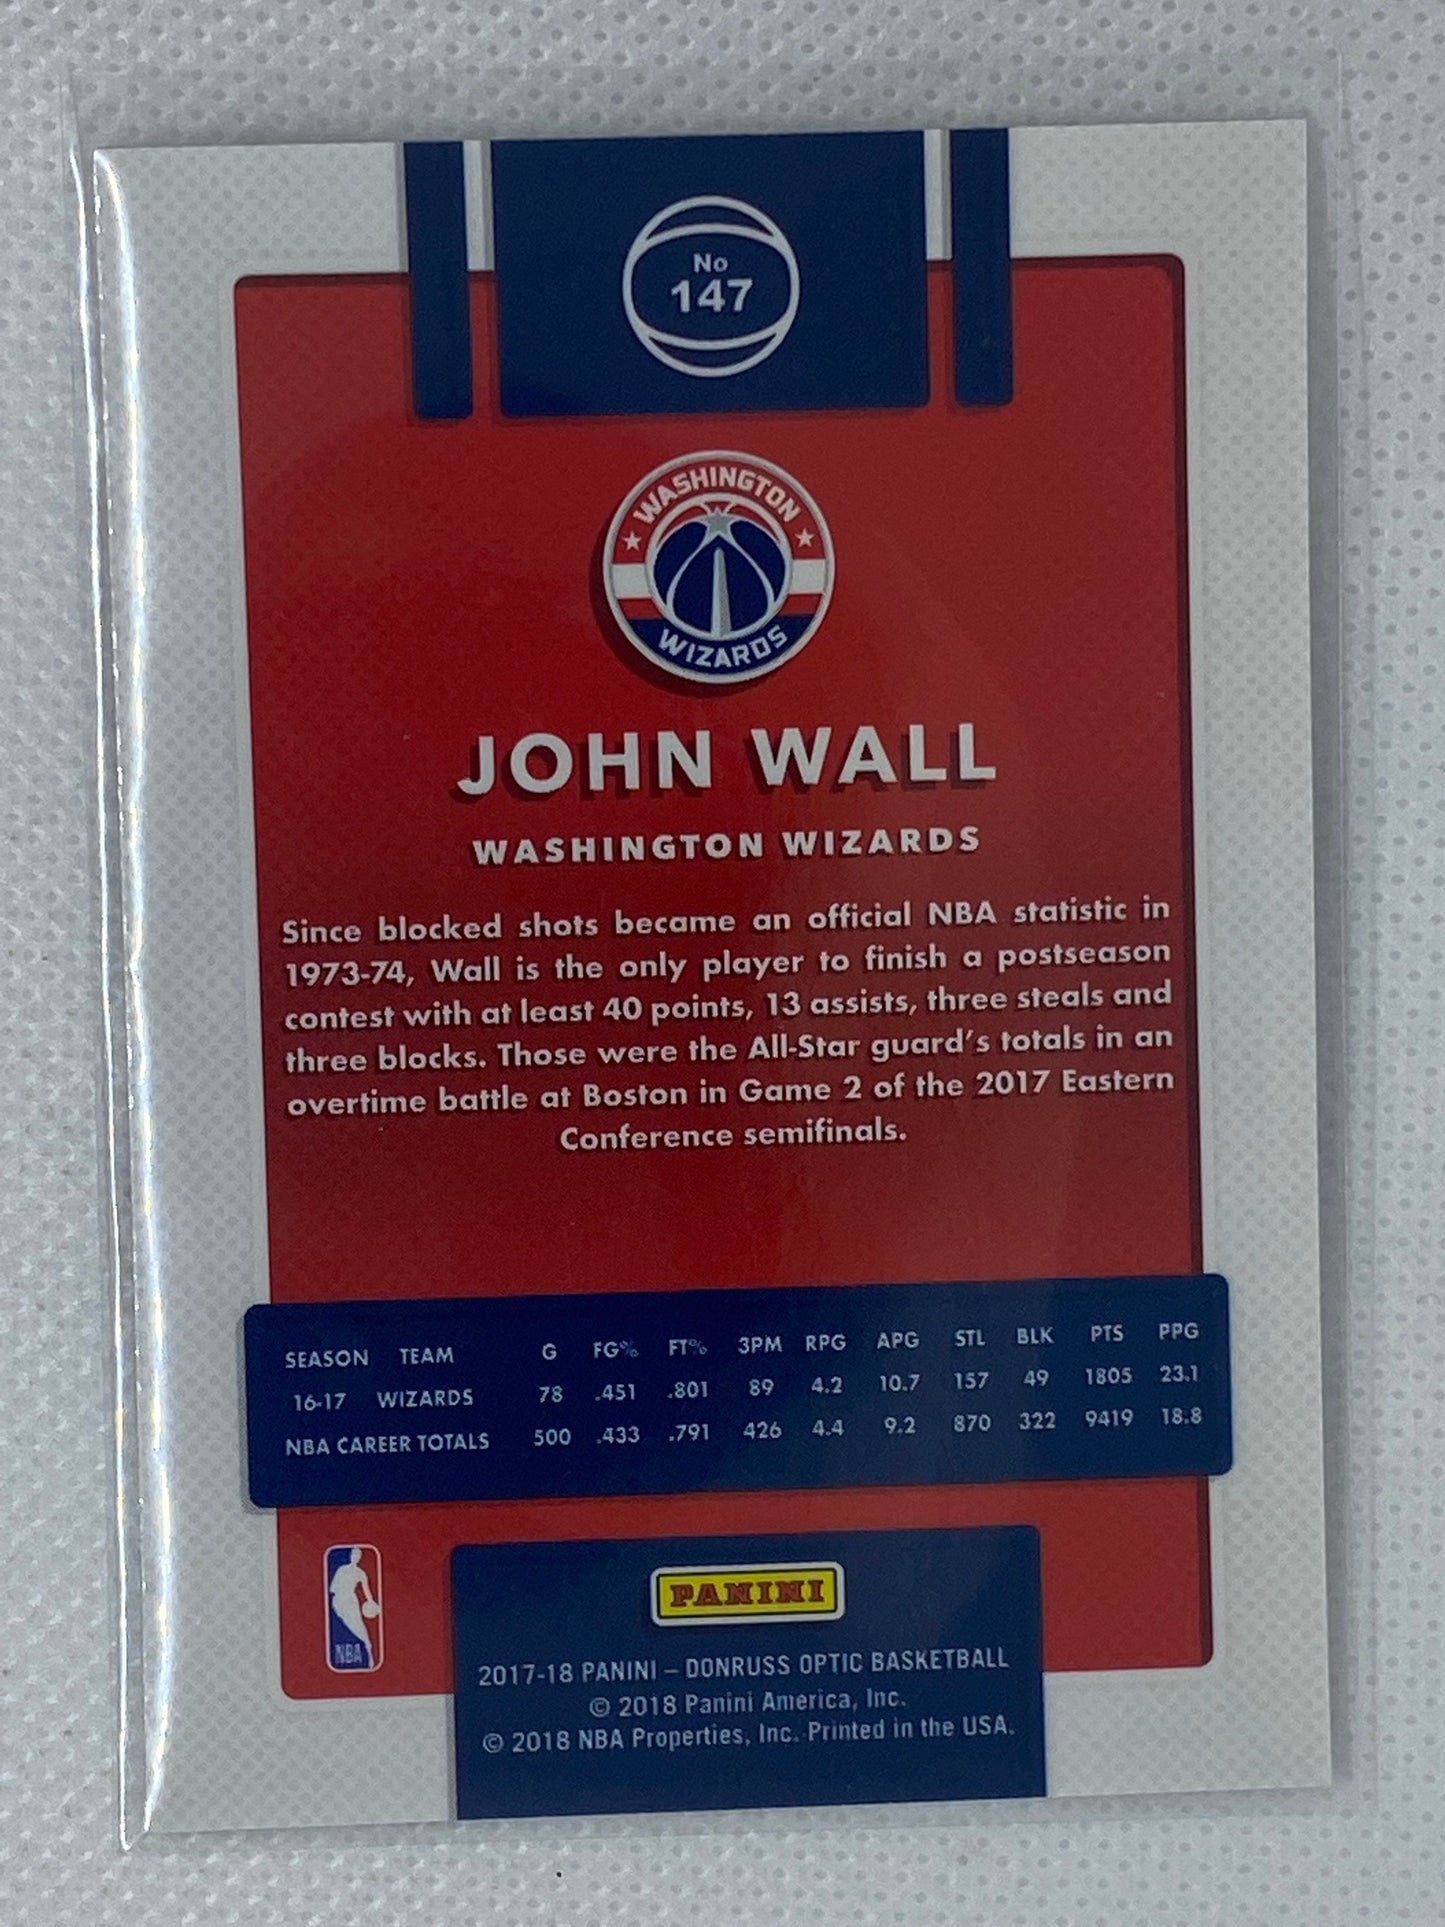 No
147
WASHINGTON
WIZARDS
JOHN WALL
WASHINGTON WIZARDS
Since blocked shots became an official NBA statistic in
1973-74, Wall is the only player to finish a postseason
contest with at least 40 points, 13 assists, three steals and
three blocks. Those were the All-Star guard's totals in an
overtime battle at Boston in Game 2 of the 2017 Eastern
Conference semifinals.
SEASON TEAM G FG% FT% 3PM RPG APG STL BLK PTS PPG
16-17 WIZARDS 78 .451 .801 89 4.2 10.7 157 49 1805 23.1
NBA CAREER TOTALS 500 .433 .791 426 4.4 9.2 870 322 9419 18.8
NBA
PANINI
2017-18 PANINI – DONRUSS OPTIC BASKETBALL
© 2018 Panini America, Inc.
© 2018 NBA Properties, Inc. Printed in the USA.